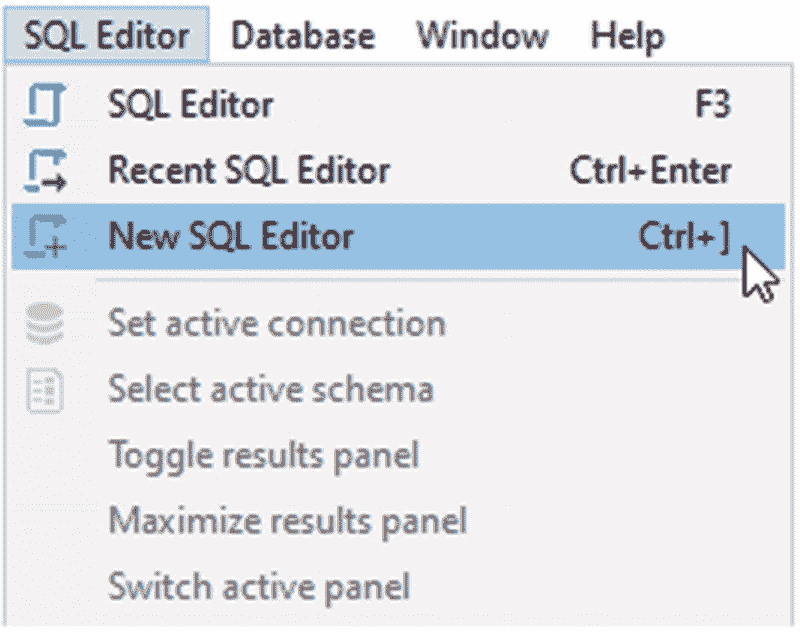 SQL Editor Database Window Help
SQL Editor F3
Recent SQL Editor Ctrl+Enter
New SQL Editor Ctrl+]
Set active connection
Select active schema
Toggle results panel
Maximize results panel
Switch active panel